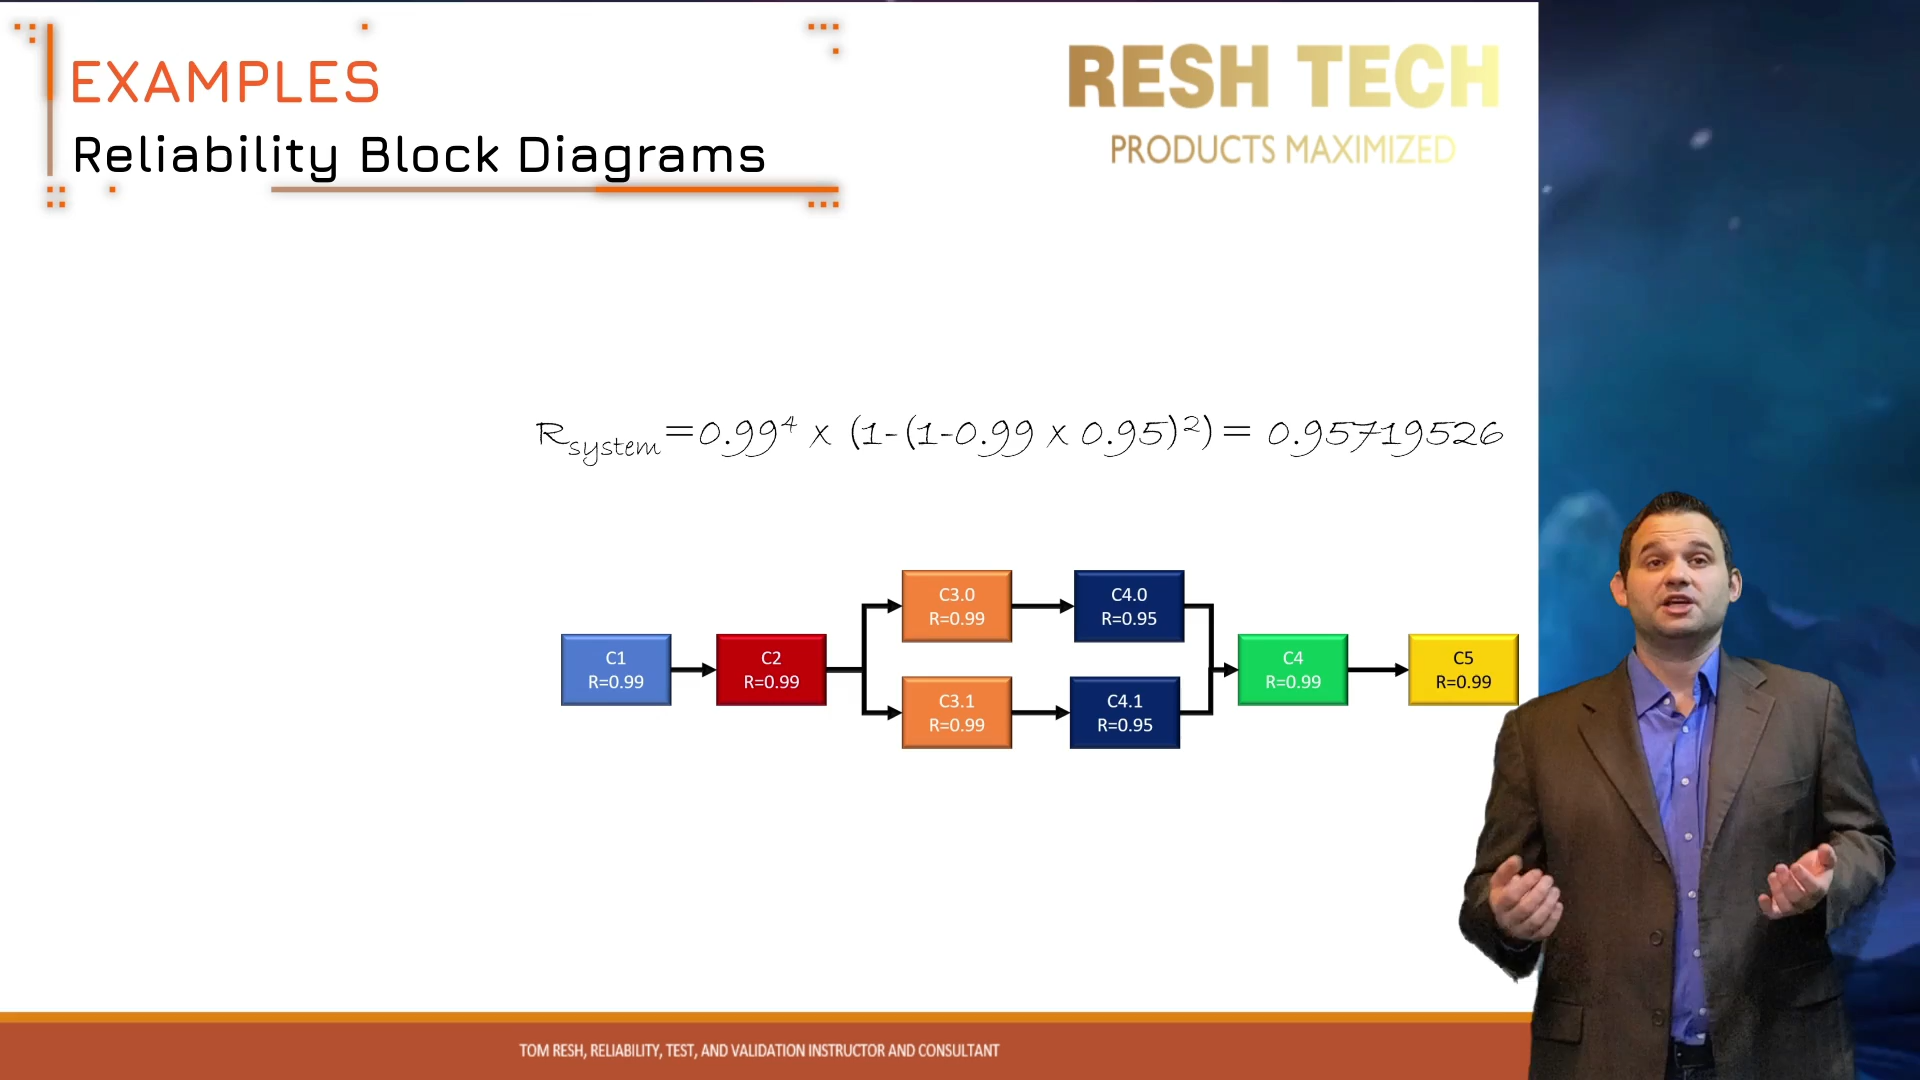 EXAMPLES
Reliability Block Diagrams
RESH TECH
PRODUCTS MAXIMIZED
R_system=0.99⁴ x (1-(1-0.99 x 0.95)²)= 0.95719526
C1
R=0.99
C2
R=0.99
C3.0
R=0.99
C4.0
R=0.95
C3.1
R=0.99
C4.1
R=0.95
C4
R=0.99
C5
R=0.99
TOM RESH, RELIABILITY, TEST, AND VALIDATION INSTRUCTOR AND CONSULTANT